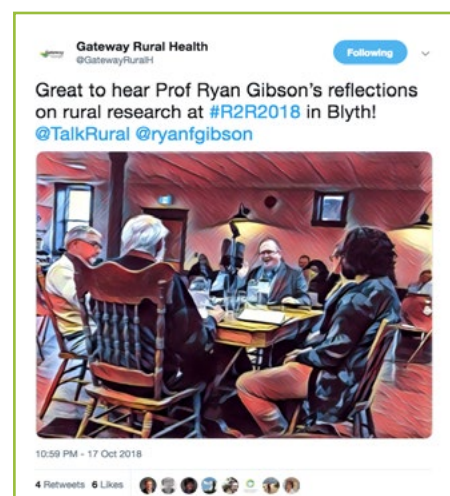 Gateway Rural Health
@GatewayRuralH
Following
Great to hear Prof Ryan Gibson's reflections
on rural research at #R2R2018 in Blyth!
@TalkRural @ryanfgibson
10:59 PM - 17 Oct 2018
4 Retweets 6 Likes